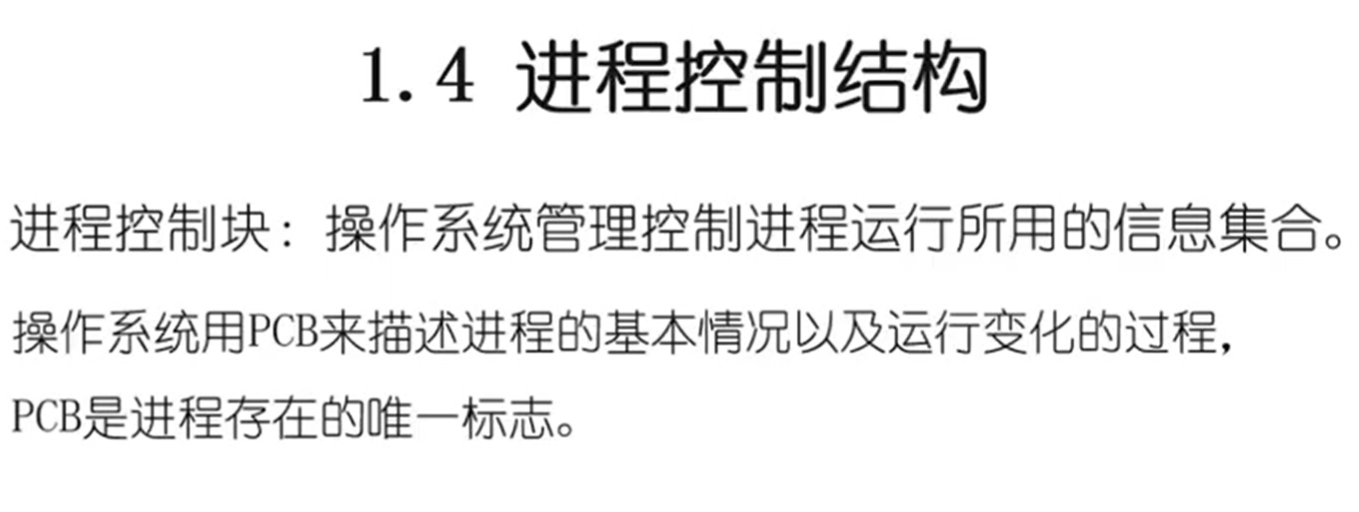 1.4 进程控制结构
进程控制块：操作系统管理控制进程运行所用的信息集合。
操作系统用PCB来描述进程的基本情况以及运行变化的过程，
PCB是进程存在的唯一标志。